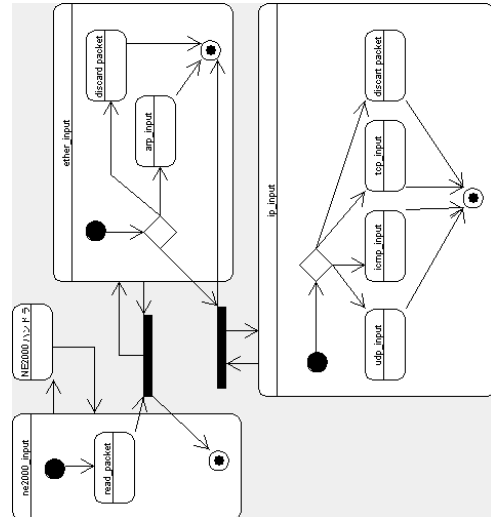 ether_input
discard packet
arp_input
ip_input
discart packet
tcp_input
icmp_input
udp_input
NE2000ハンドラ
ne2000_input
read_packet